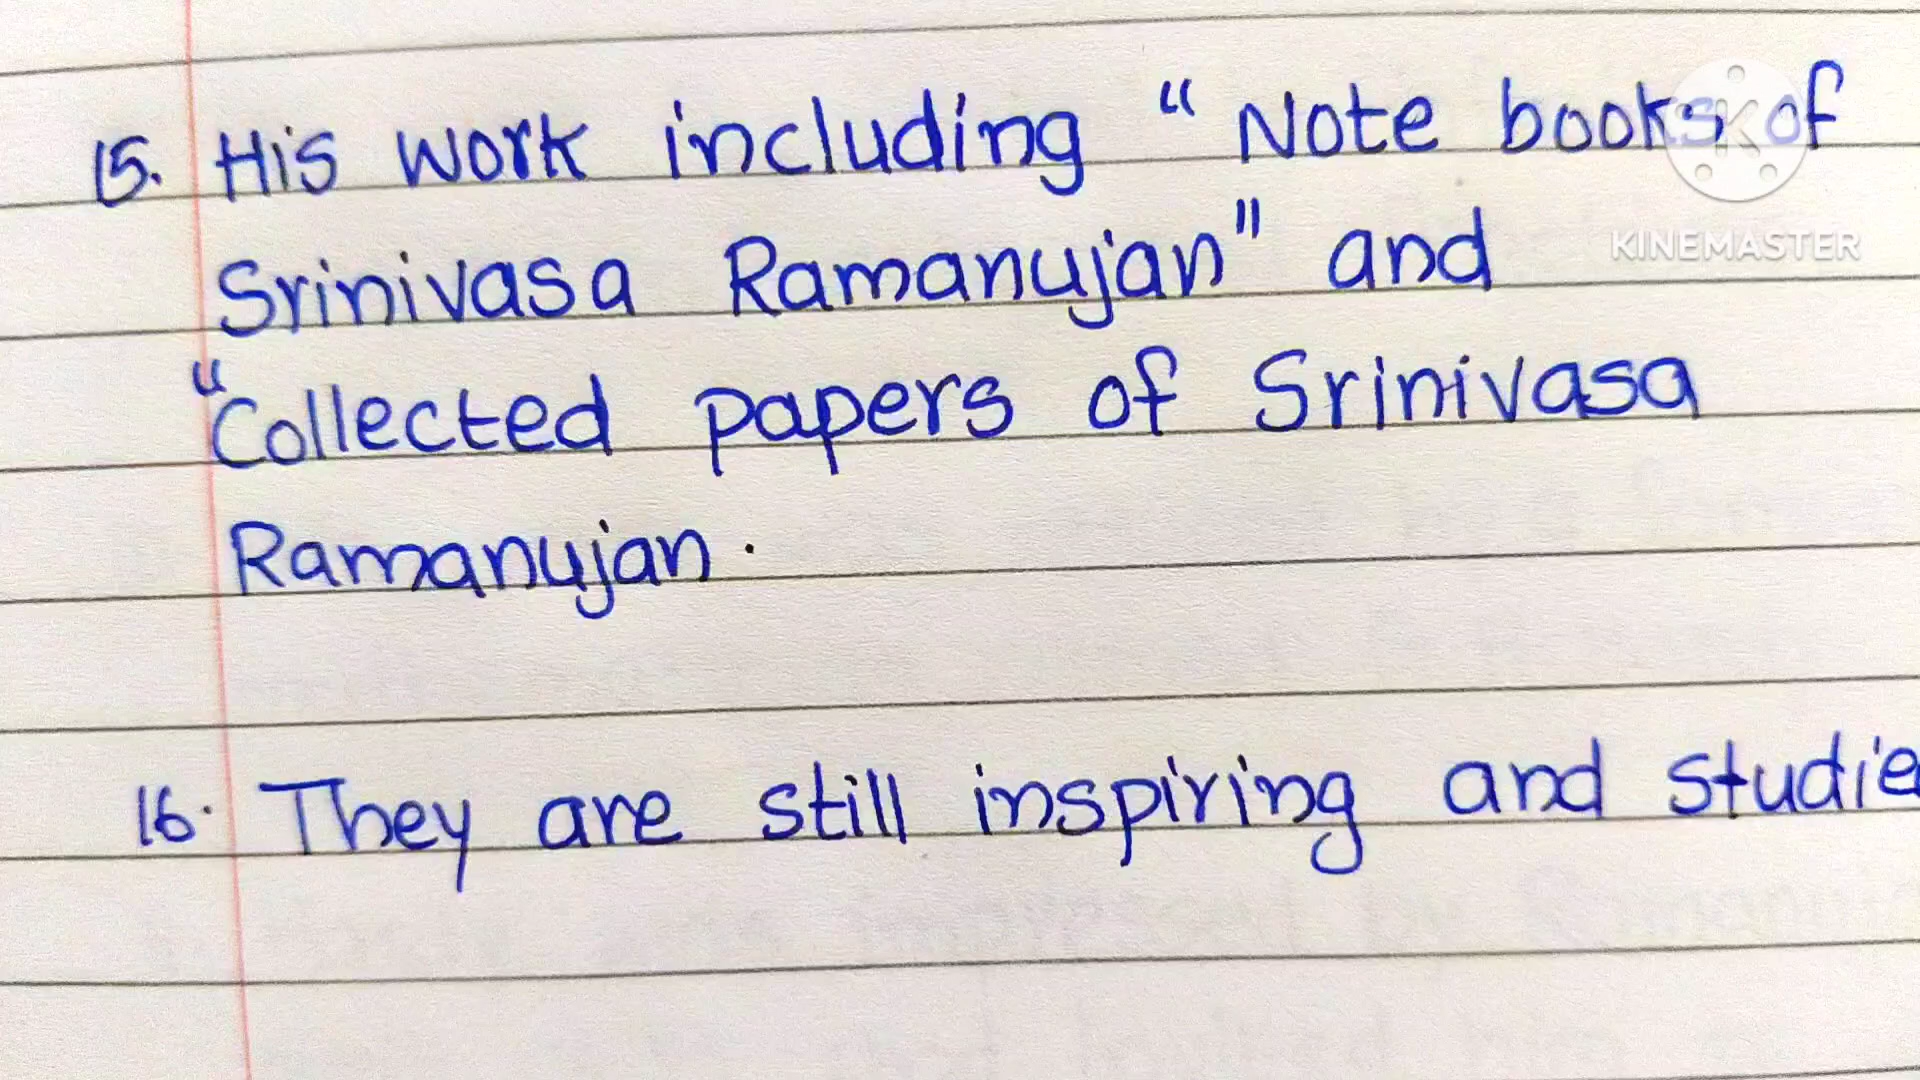 15. His work including “ Note books of
Srinivasa Ramanujan" and
“Collected papers of Srinivasa
Ramanujan.
16. They are still inspiring and studie
KINEMASTER